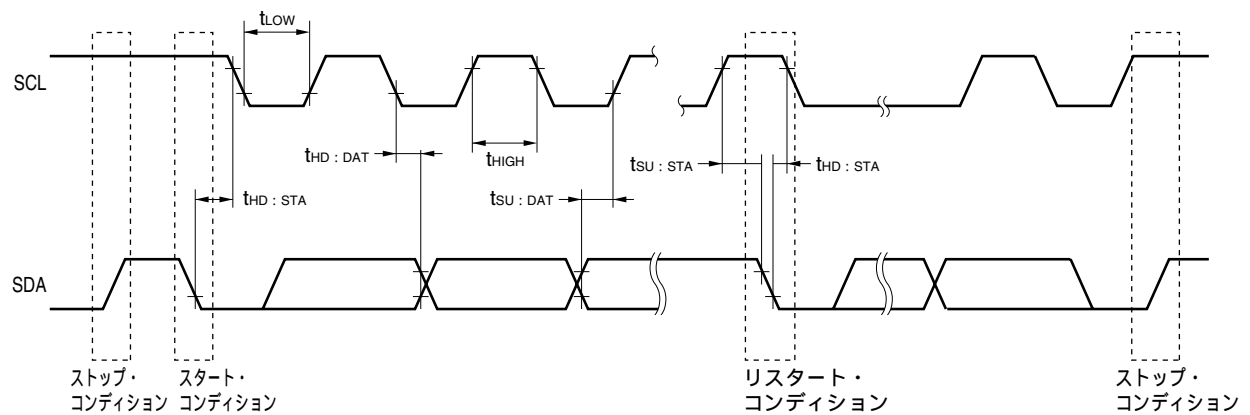 tLOW
SCL
tHD : DAT
tHIGH
tSU : STA
tHD : STA
tHD : STA
tSU : DAT
SDA
ストップ・
コンディション
スタート・
コンディション
リスタート・
コンディション
ストップ・
コンディション